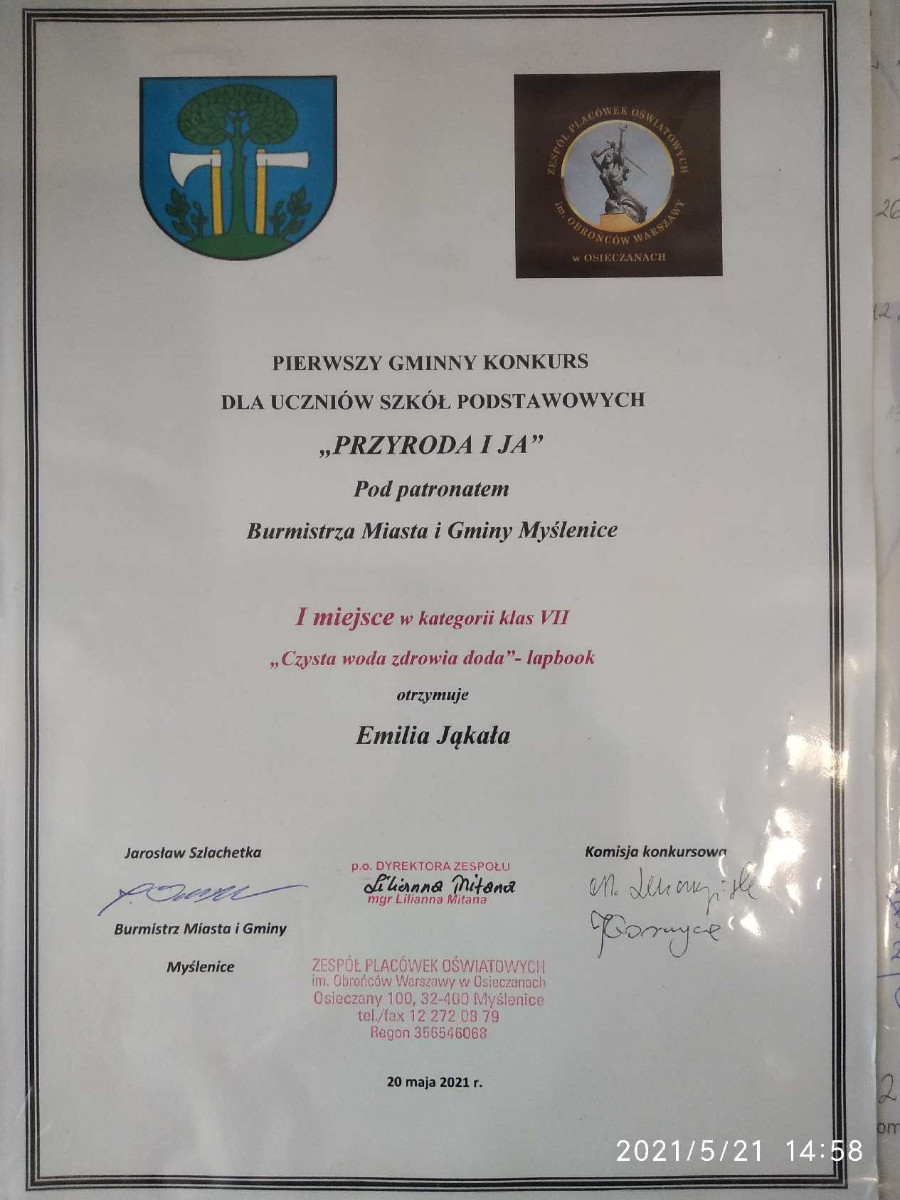 ZESPÓŁ PLACÓWEK OŚWIATOWYCH
im. OBROŃCÓW WARSZAWY
w OSIECZANACH
PIERWSZY GMINNY KONKURS
DLA UCZNIÓW SZKÓŁ PODSTAWOWYCH
„PRZYRODA I JA”
Pod patronatem
Burmistrza Miasta i Gminy Myślenice
I miejsce w kategorii klas VII
„Czysta woda zdrowia doda”- lapbook
otrzymuje
Emilia Jąkała
Jarosław Szlachetka
Burmistrz Miasta i Gminy
Myślenice
p.o. DYREKTORA ZESPOŁU
Lilianna Mitana
mgr Lilianna Mitana
Komisja konkursowa
ZESPÓŁ PLACÓWEK OŚWIATOWYCH
im. Obrońców Warszawy w Osieczanach
Osieczany 100, 32-400 Myślenice
tel./fax 12 272 08 79
Regon 356546068
20 maja 2021 r.
2021/5/21 14:58